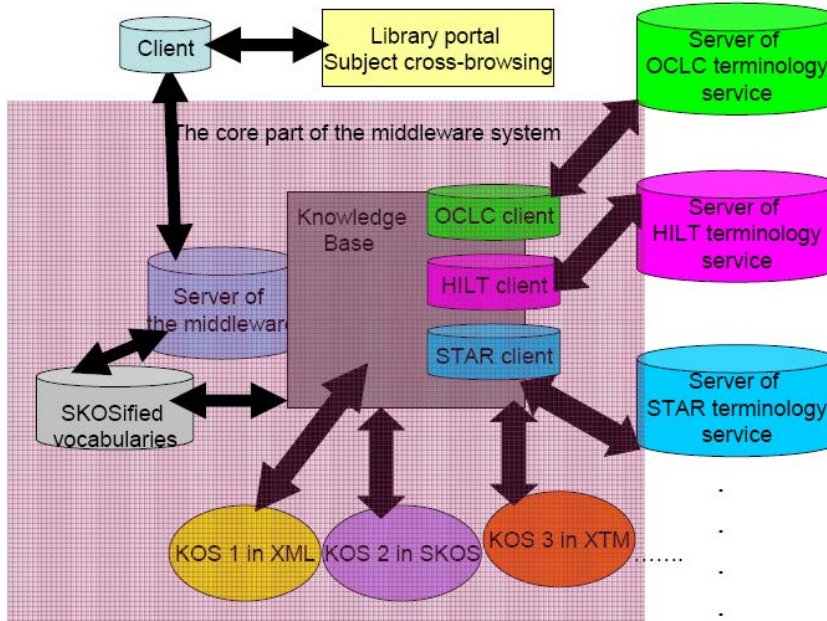 Client
Library portal
Subject cross-browsing
Server of
OCLC terminology
service
The core part of the middleware system
Knowledge
Base
OCLC client
Server of
HILT terminology
service
HILT client
Server of
the middleware
STAR client
Server of
STAR terminology
service
SKOSified
vocabularies
KOS 1 in XML
KOS 2 in SKOS
KOS 3 in XTM
.......